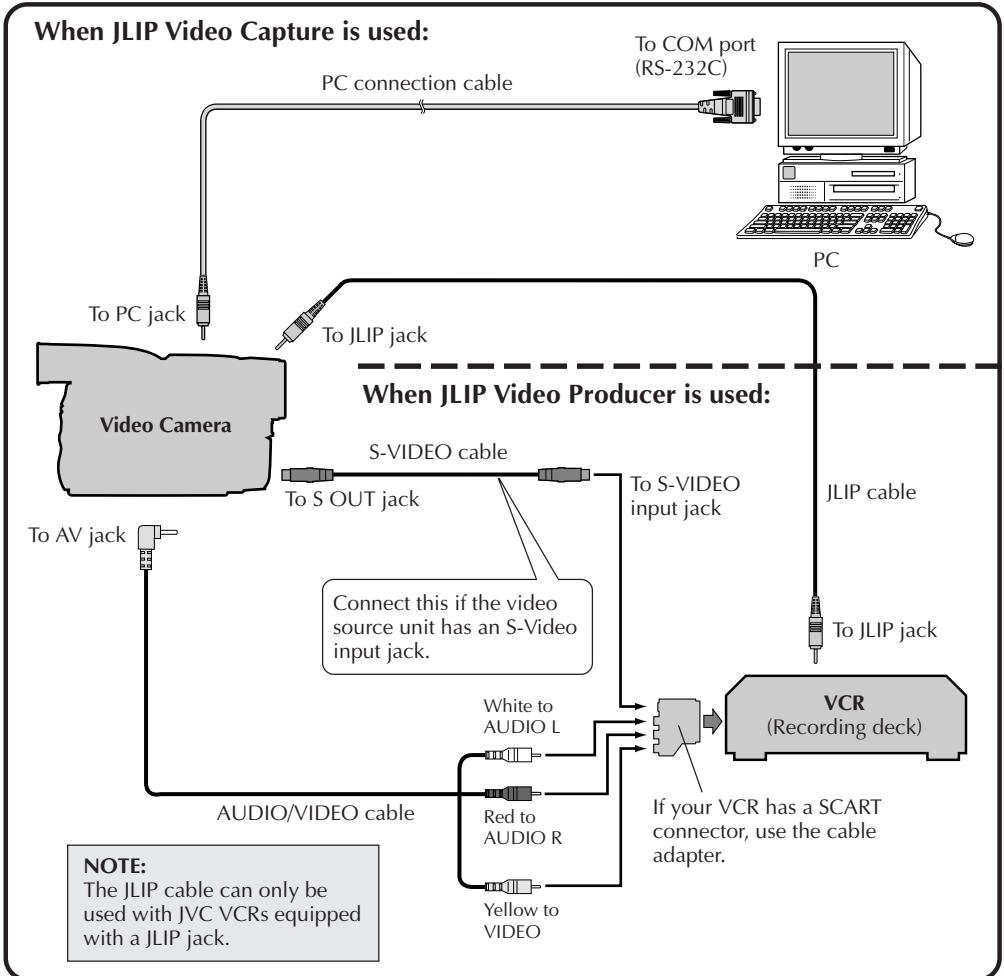 When JLIP Video Capture is used:
To COM port
(RS-232C)
PC connection cable
PC
To PC jack
To JLIP jack
When JLIP Video Producer is used:
Video Camera
S-VIDEO cable
To S OUT jack
To S-VIDEO
input jack
JLIP cable
To AV jack
Connect this if the video
source unit has an S-Video
input jack.
To JLIP jack
VCR
(Recording deck)
White to
AUDIO L
AUDIO/VIDEO cable
Red to
AUDIO R
If your VCR has a SCART
connector, use the cable
adapter.
NOTE:
The JLIP cable can only be
used with JVC VCRs equipped
with a JLIP jack.
Yellow to
VIDEO